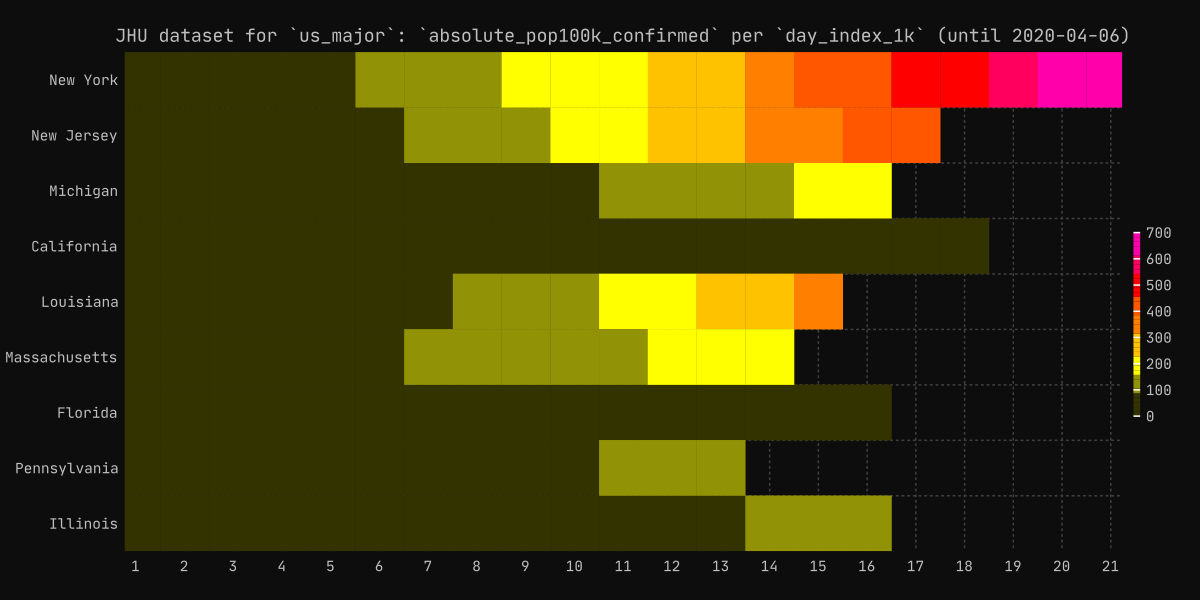 JHU dataset for `us_major`: `absolute_pop100k_confirmed` per `day_index_1k` (until 2020-04-06)
New York
New Jersey
Michigan
California
Louisiana
Massachusetts
Florida
Pennsylvania
Illinois
1 2 3 4 5 6 7 8 9 10 11 12 13 14 15 16 17 18 19 20 21
700
600
500
400
300
200
100
0